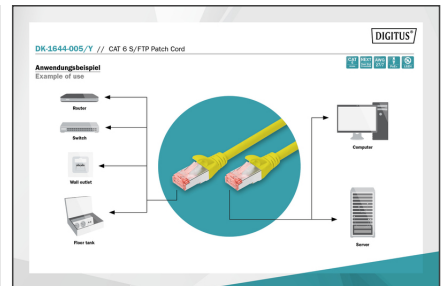 DIGITUS®
DK-1644-005/Y // CAT 6 S/FTP Patch Cord
Anwendungsbeispiel
Example of use
Router
Switch
Wall outlet
Floor tank
Computer
Server